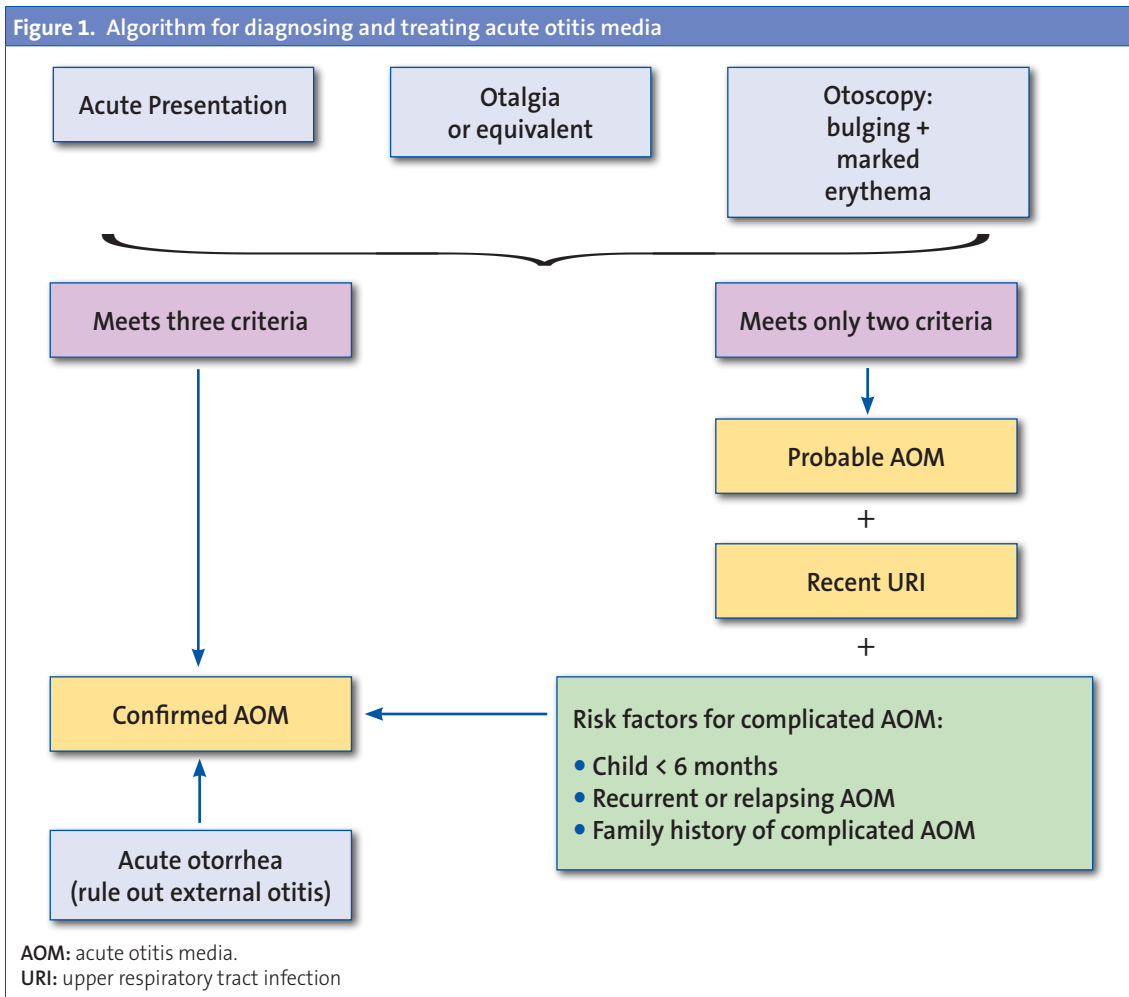 Figure 1. Algorithm for diagnosing and treating acute otitis media
Acute Presentation
Otalgia
or equivalent
Otoscopy:
bulging +
marked
erythema
Meets three criteria
Meets only two criteria
Probable AOM
+
Recent URI
+
Confirmed AOM
Risk factors for complicated AOM:
• Child < 6 months
• Recurrent or relapsing AOM
• Family history of complicated AOM
Acute otorrhea
(rule out external otitis)
AOM: acute otitis media.
URI: upper respiratory tract infection